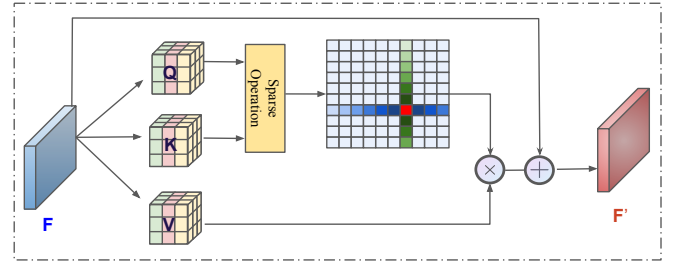 Q
K
V
Sparse
Operation
F
F'
×
+